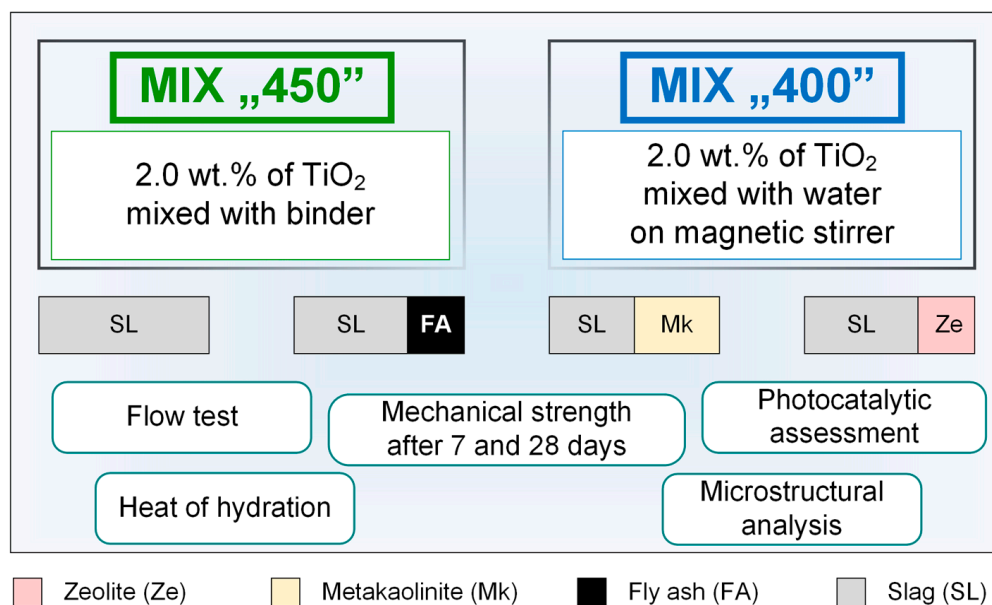 MIX „450”
2.0 wt.% of TiO₂
mixed with binder
MIX „400”
2.0 wt.% of TiO₂
mixed with water
on magnetic stirrer
SL
SL FA
SL Mk
SL Ze
Flow test
Mechanical strength
after 7 and 28 days
Photocatalytic
assessment
Heat of hydration
Microstructural
analysis
Zeolite (Ze)
Metakaolinite (Mk)
Fly ash (FA)
Slag (SL)